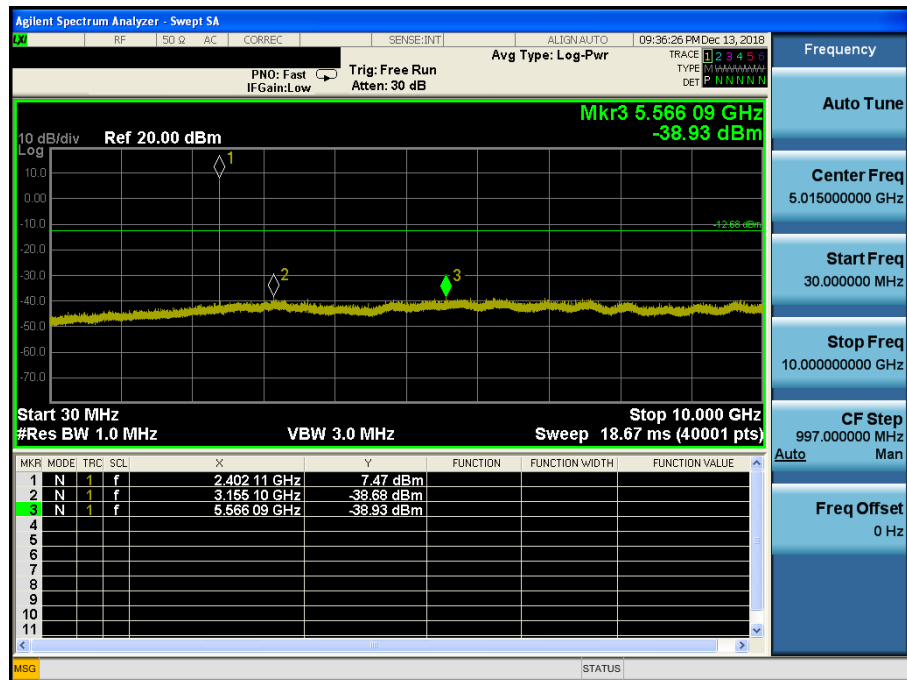 Agilent Spectrum Analyzer - Swept SA
LXI RF 50 Ω AC CORREC SENSE:INT ALIGN AUTO 09:36:26 PM Dec 13, 2018
Frequency
PNO: Fast
IFGain:Low
Trig: Free Run
Atten: 30 dB
Avg Type: Log-Pwr
TRACE 1 2 3 4 5 6
TYPE M WWWWW
DET P N N N N N
Auto Tune
Mkr3 5.566 09 GHz
-38.93 dBm
10 dB/div Ref 20.00 dBm
Log
10.0
0.00
-10.0
-20.0
-30.0
-40.0
-50.0
-60.0
-70.0
1
-12.68 dBm
2
3
Center Freq
5.015000000 GHz
Start Freq
30.000000 MHz
Stop Freq
10.000000000 GHz
CF Step
997.000000 MHz
Auto Man
Freq Offset
0 Hz
Start 30 MHz Stop 10.000 GHz
#Res BW 1.0 MHz VBW 3.0 MHz Sweep 18.67 ms (40001 pts)
MKR MODE TRC SCL X Y FUNCTION FUNCTION WIDTH FUNCTION VALUE
1 N 1 f 2.402 11 GHz 7.47 dBm
2 N 1 f 3.155 10 GHz -38.68 dBm
3 N 1 f 5.566 09 GHz -38.93 dBm
4
5
6
7
8
9
10
11
MSG STATUS